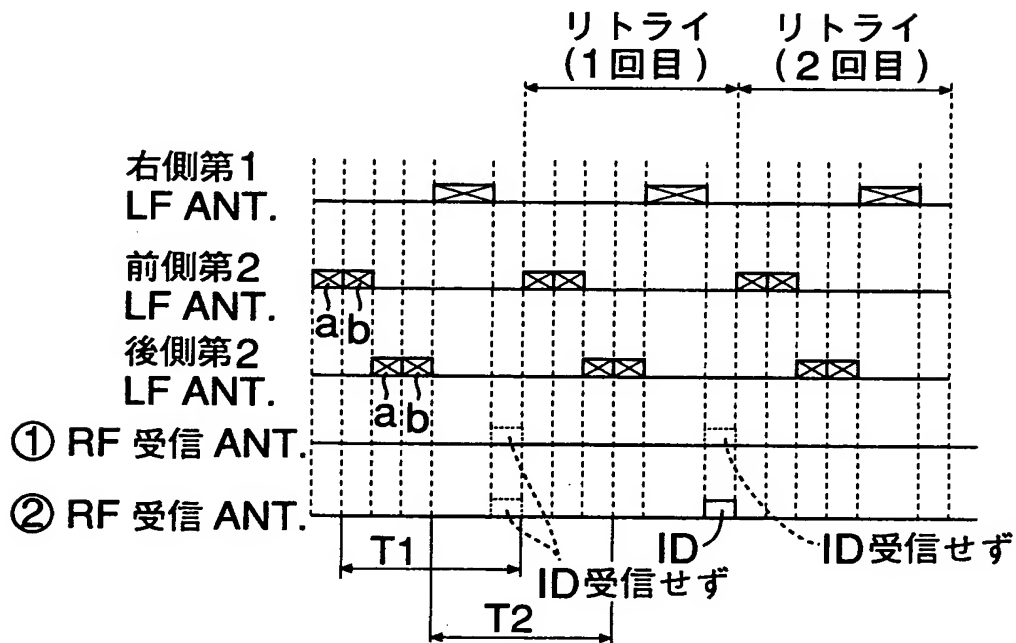 リトライ
(1回目)
リトライ
(2回目)
右側第1
LF ANT.
前側第2
LF ANT.
a b
後側第2
LF ANT.
a b
① RF 受信 ANT.
② RF 受信 ANT.
T1
ID受信せず
ID
ID受信せず
T2